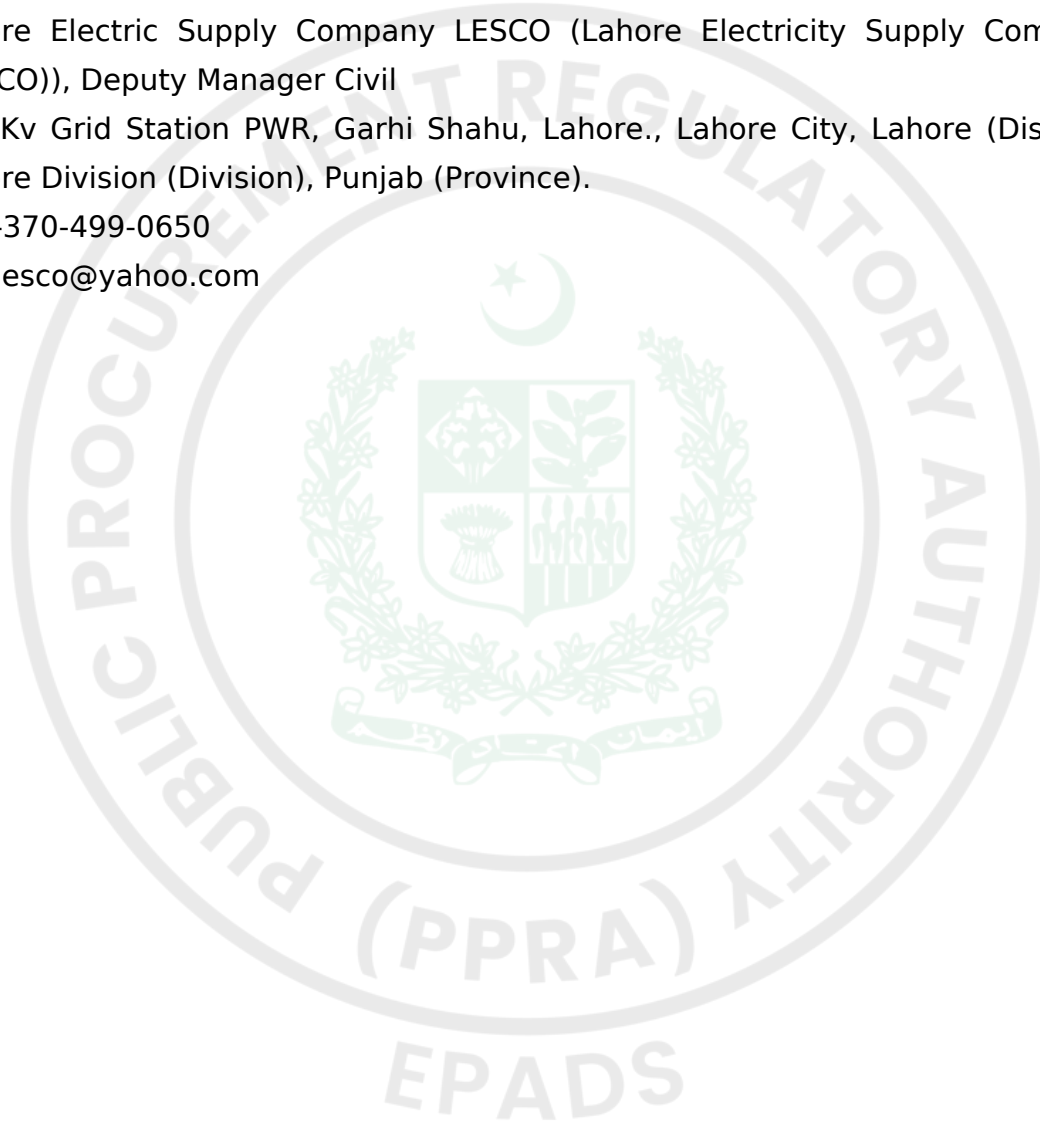 re Electric Supply Company LESCO (Lahore Electricity Supply Com
CO)), Deputy Manager Civil
Kv Grid Station PWR, Garhi Shahu, Lahore., Lahore City, Lahore (Dis
re Division (Division), Punjab (Province).
-370-499-0650
esco@yahoo.com
PUBLIC PROCUREMENT REGULATORY AUTHORITY
(PPRA)
EPADS